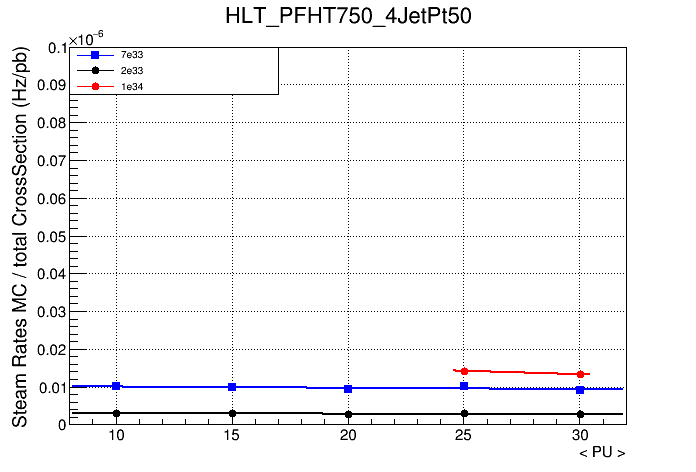 HLT_PFHT750_4JetPt50
×10⁻⁶
0.1
7e33
2e33
1e34
0.09
0.08
0.07
0.06
0.05
0.04
0.03
0.02
0.01
0
10 15 20 25 30
< PU >
Steam Rates MC / total CrossSection (Hz/pb)